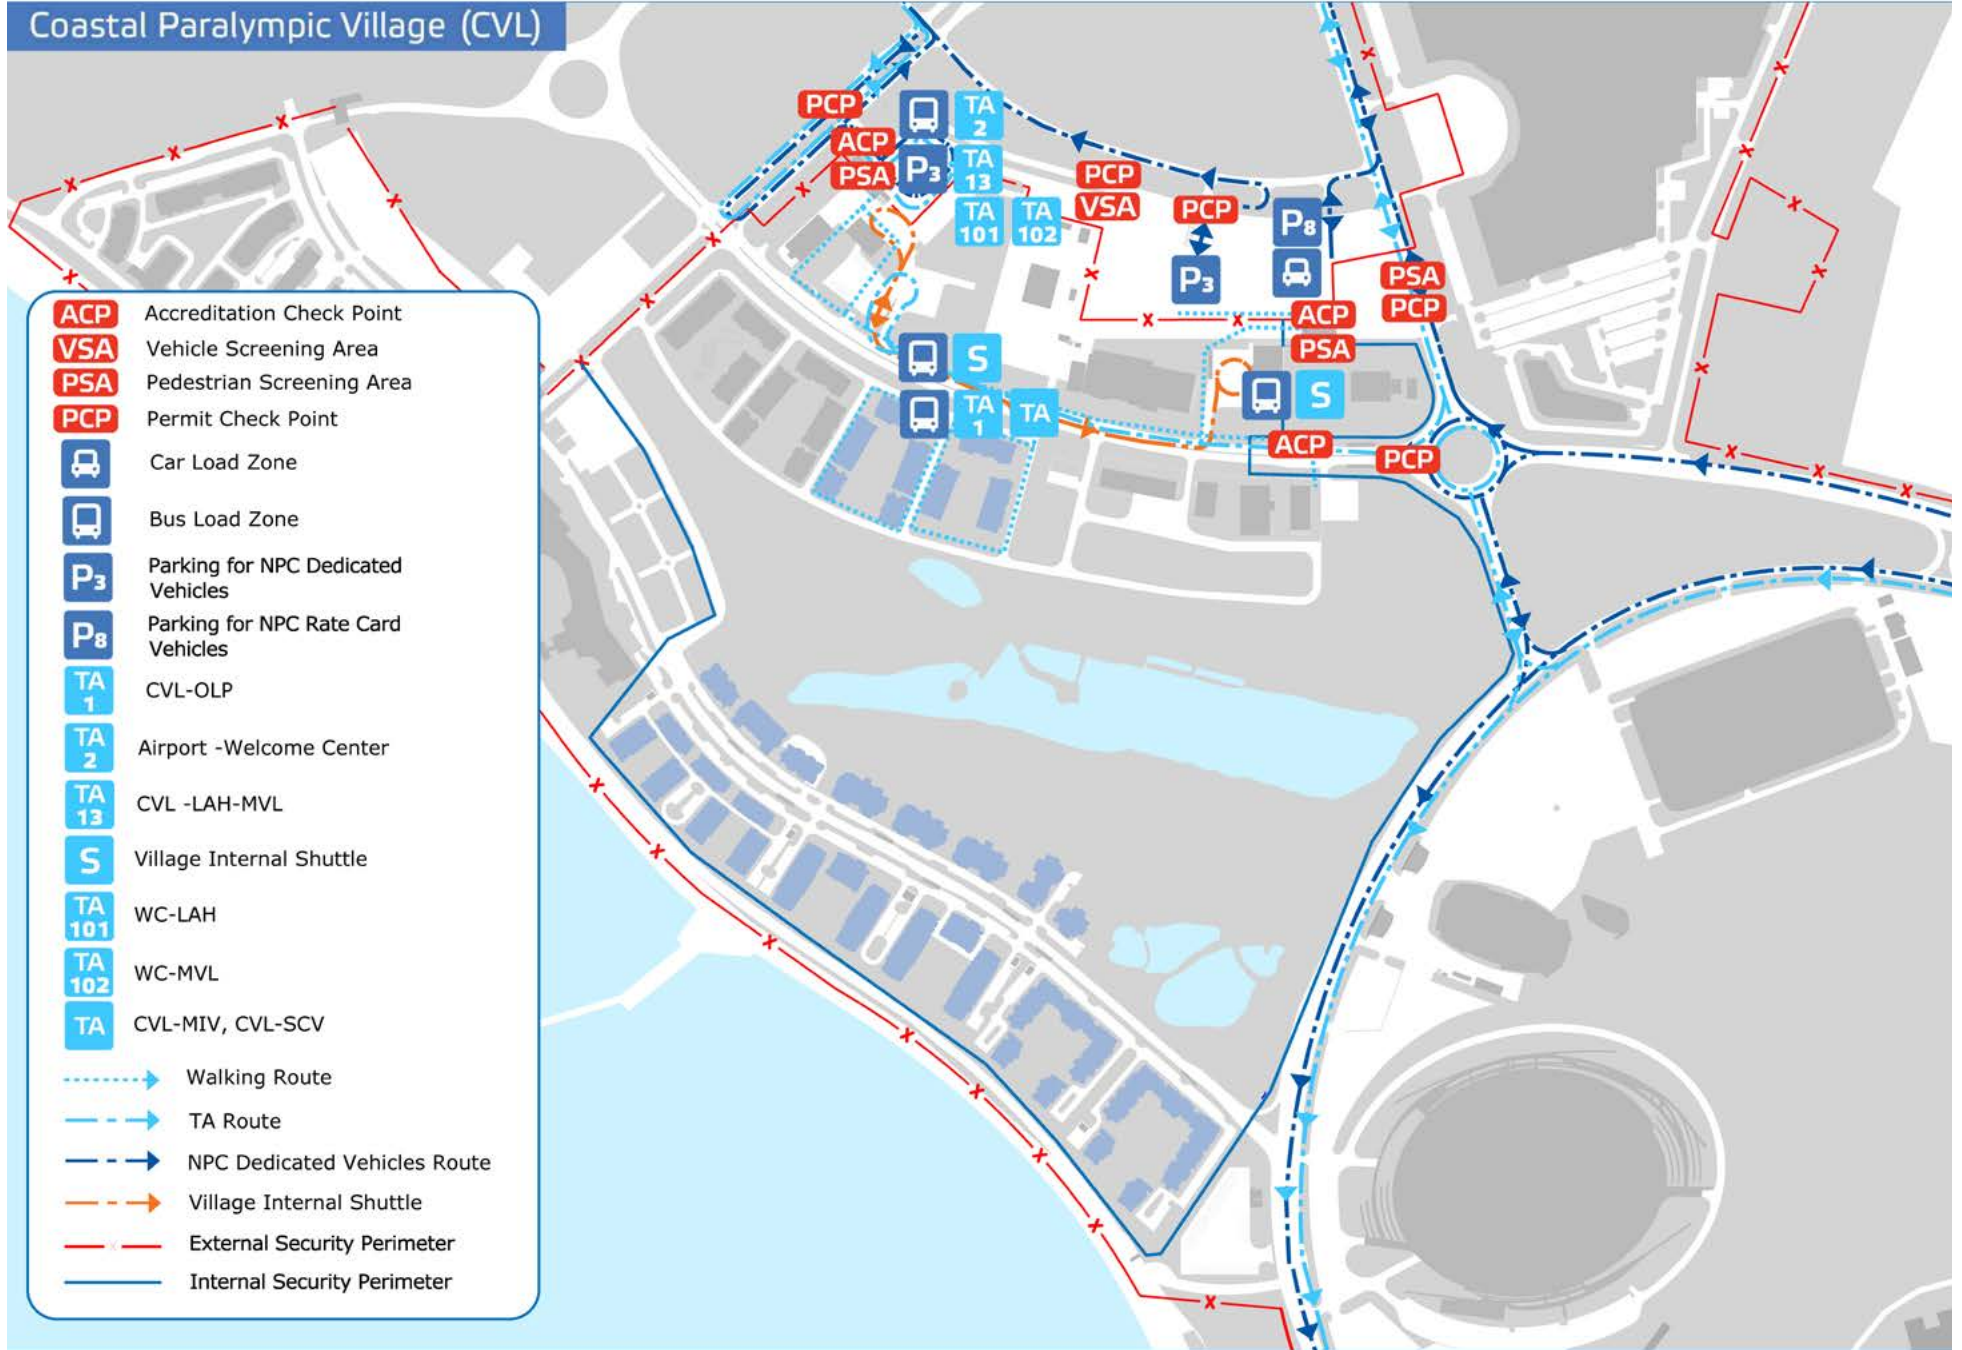 Coastal Paralympic Village (CVL)
PCP
TA
2
ACP
PSA
P3
TA
13
TA
101
TA
102
PCP
VSA
PCP
P8
P3
PSA
PCP
ACP
PSA
S
S
TA
1
TA
ACP
PCP
ACP Accreditation Check Point
VSA Vehicle Screening Area
PSA Pedestrian Screening Area
PCP Permit Check Point
Car Load Zone
Bus Load Zone
P3 Parking for NPC Dedicated
Vehicles
P8 Parking for NPC Rate Card
Vehicles
TA
1 CVL-OLP
TA
2 Airport -Welcome Center
TA
13 CVL -LAH-MVL
S Village Internal Shuttle
TA
101 WC-LAH
TA
102 WC-MVL
TA CVL-MIV, CVL-SCV
Walking Route
TA Route
NPC Dedicated Vehicles Route
Village Internal Shuttle
External Security Perimeter
Internal Security Perimeter